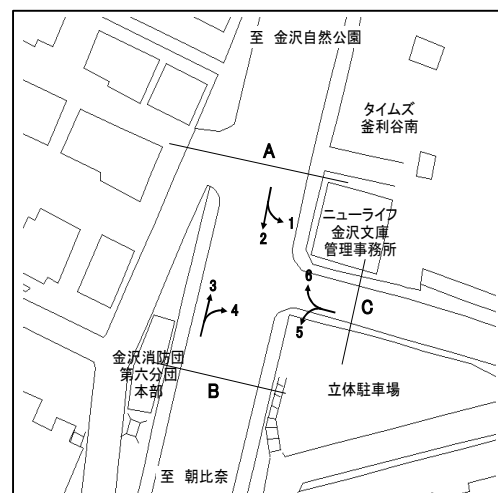 至 金沢自然公園
タイムズ
釜利谷南
A
1
2
ニューライフ
金沢文庫
管理事務所
3
4
6
C
5
金沢消防団
第六分団
本部
B
立体駐車場
至 朝比奈